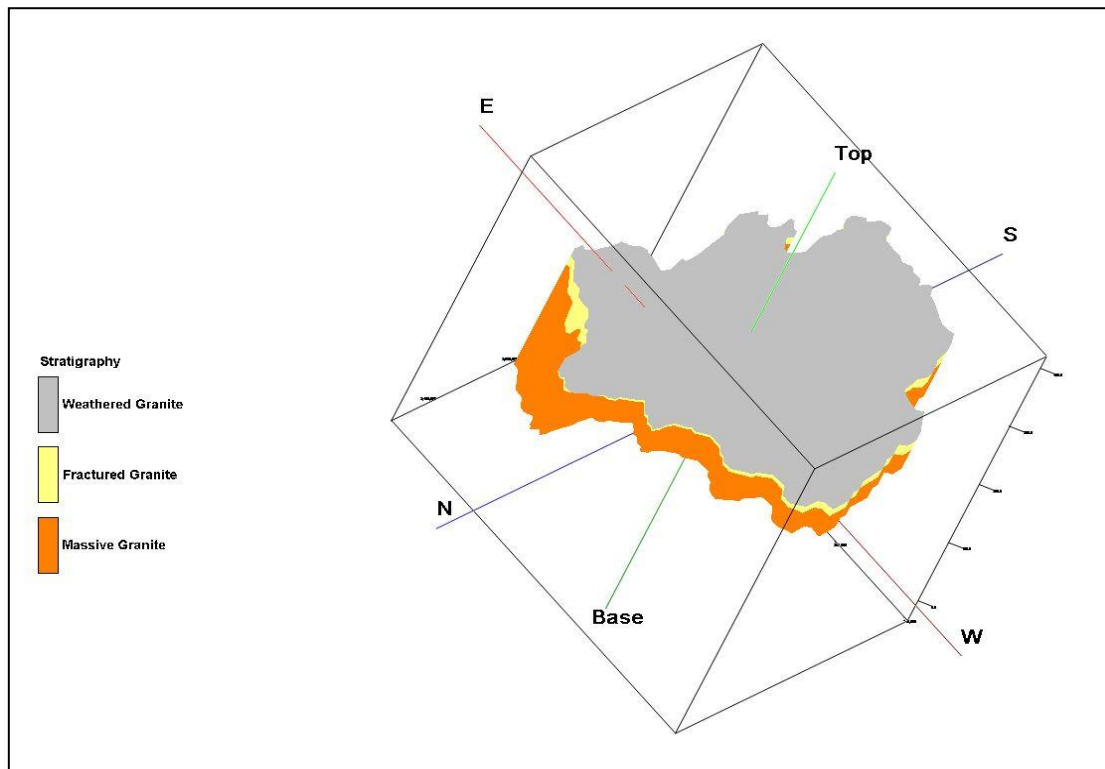 E
Top
S
Stratigraphy
Weathered Granite
Fractured Granite
N
Massive Granite
Base
W